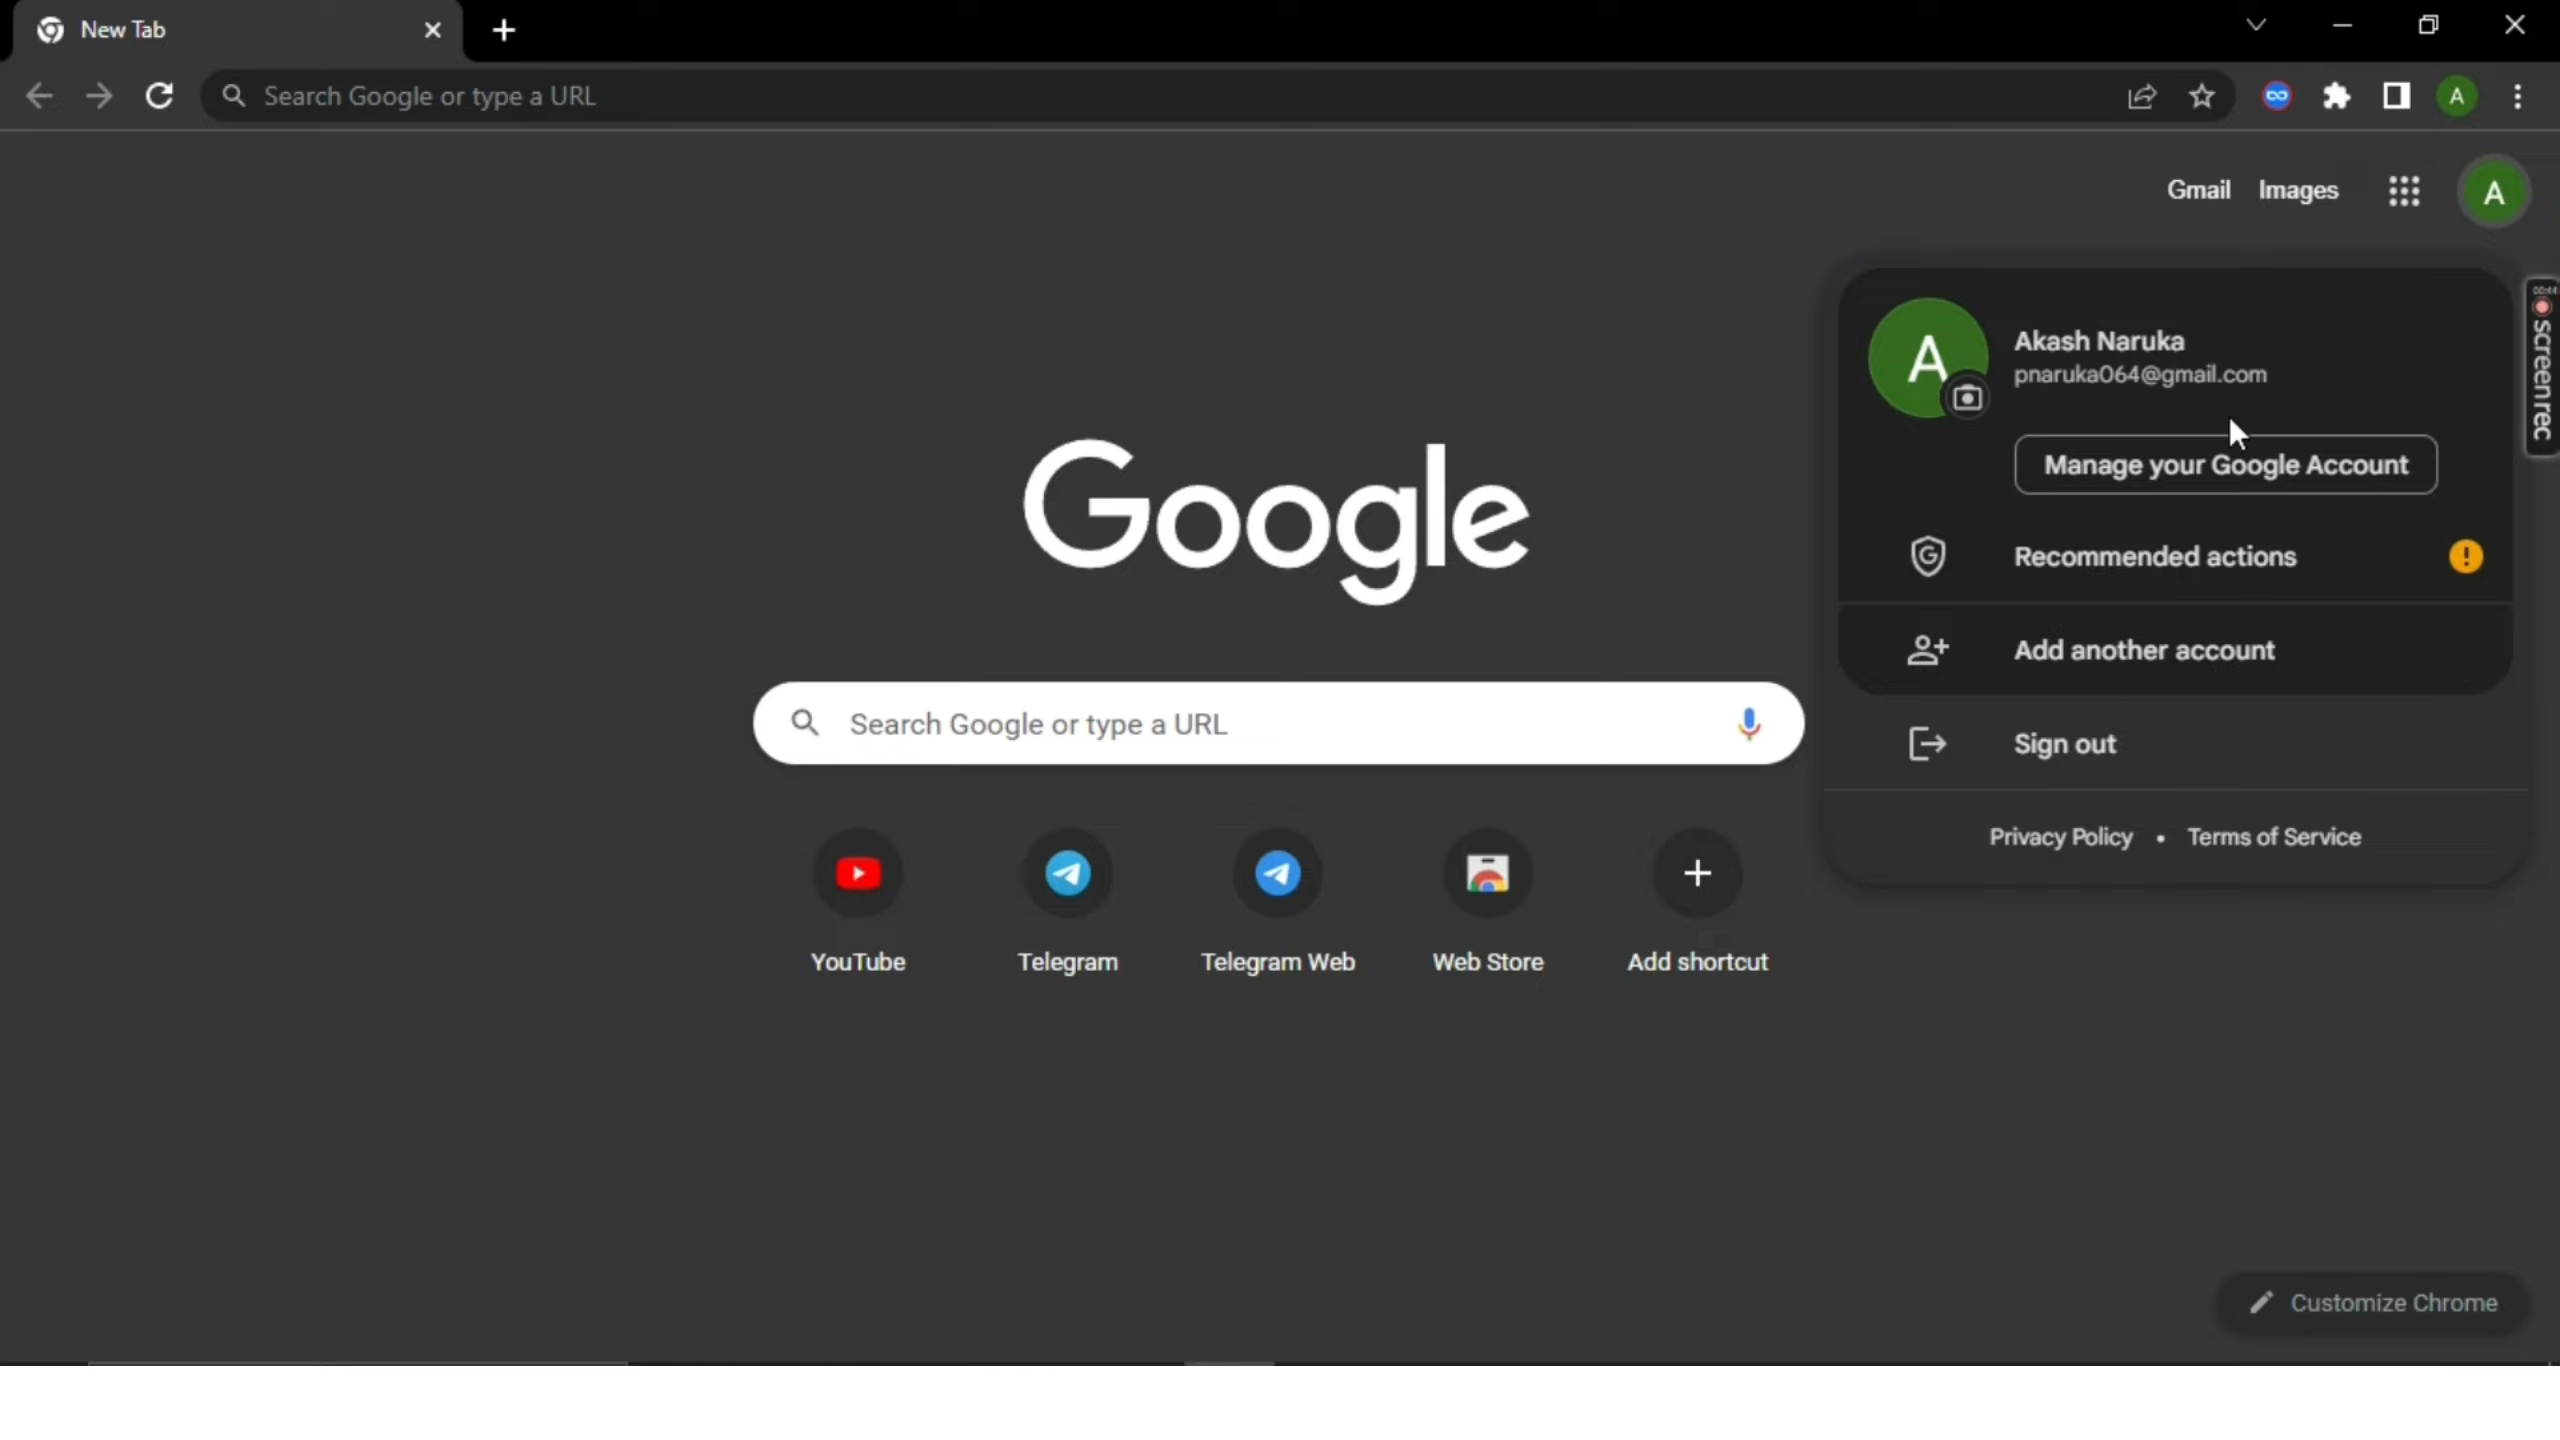 New Tab
Search Google or type a URL
A
Gmail Images
A
00:44
screenrec
A
Akash Naruka
pnaruka064@gmail.com
Manage your Google Account
Recommended actions
Add another account
Sign out
Privacy Policy • Terms of Service
Google
Search Google or type a URL
YouTube
Telegram
Telegram Web
Web Store
Add shortcut
Customize Chrome